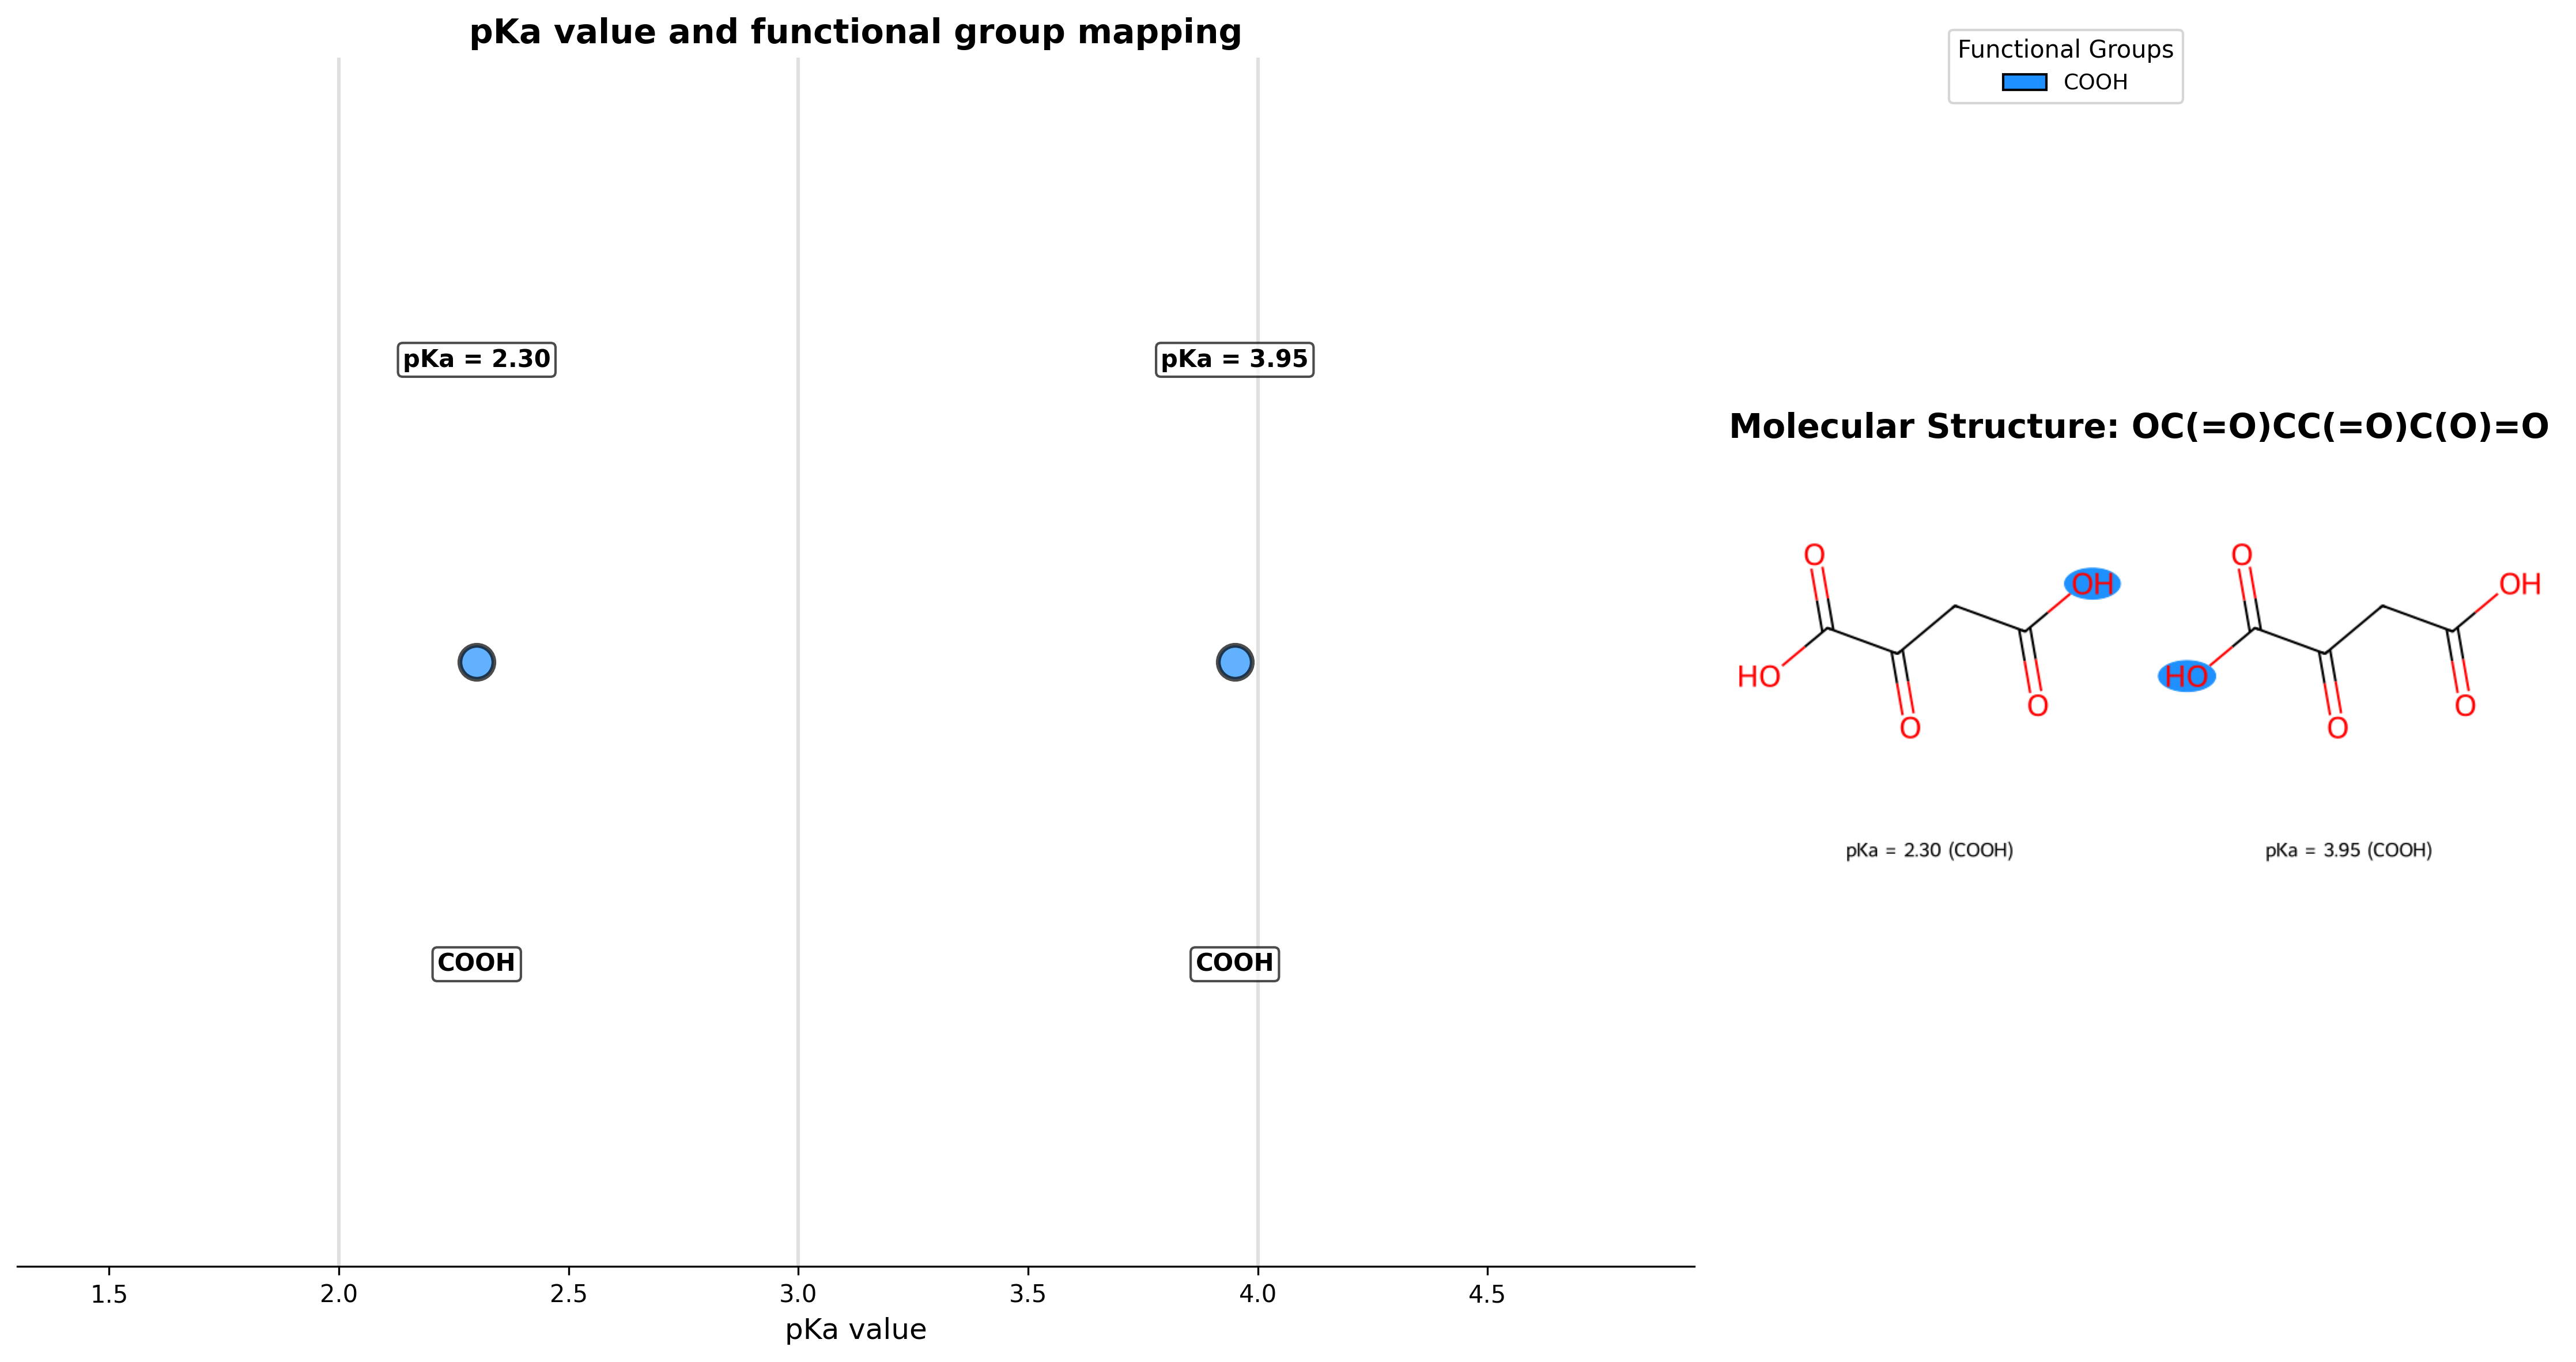 pKa value and functional group mapping
pKa = 2.30
pKa = 3.95
COOH
COOH
1.5
2.0
2.5
3.0
3.5
4.0
4.5
pKa value
Functional Groups
COOH
Molecular Structure: OC(=O)CC(=O)C(O)=O
O
OH
HO
O
O
pKa = 2.30 (COOH)
O
OH
HO
O
O
pKa = 3.95 (COOH)